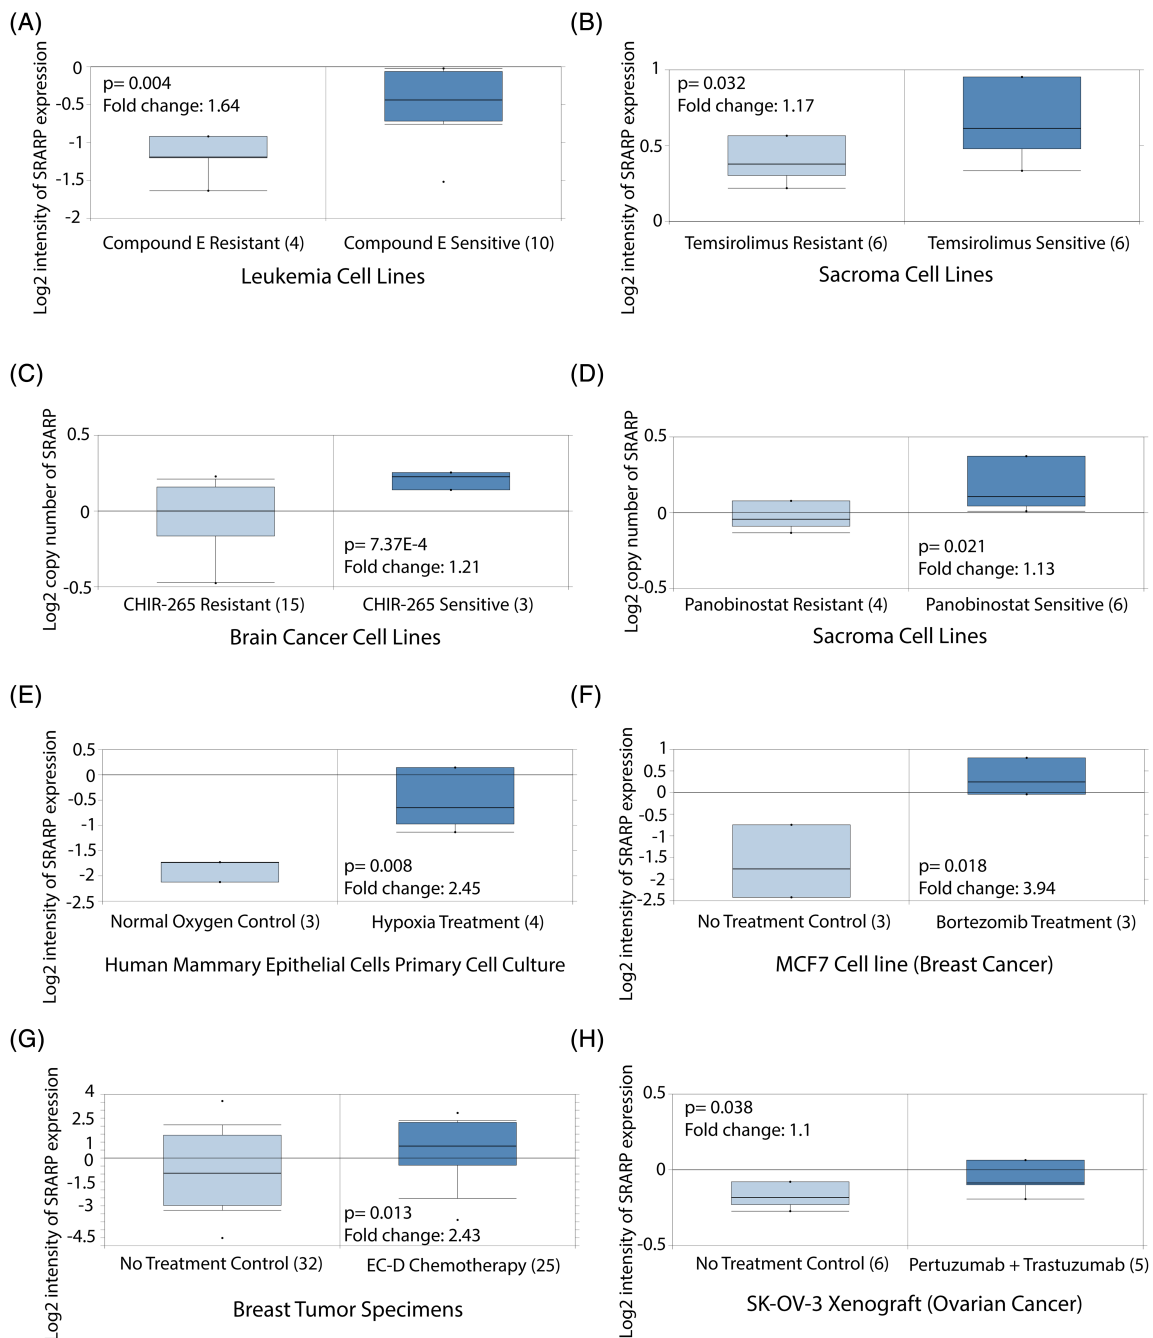 (A)
Log2 intensity of SRARP expression
0
-0.5
-1
-1.5
-2
p= 0.004
Fold change: 1.64
Compound E Resistant (4)
Compound E Sensitive (10)
Leukemia Cell Lines
(B)
Log2 intensity of SRARP expression
1
0.5
0
p= 0.032
Fold change: 1.17
Temsirolimus Resistant (6)
Temsirolimus Sensitive (6)
Sacroma Cell Lines
(C)
Log2 copy number of SRARP
0.5
0
-0.5
p= 7.37E-4
Fold change: 1.21
CHIR-265 Resistant (15)
CHIR-265 Sensitive (3)
Brain Cancer Cell Lines
(D)
Log2 copy number of SRARP
0.5
0
-0.5
p= 0.021
Fold change: 1.13
Panobinostat Resistant (4)
Panobinostat Sensitive (6)
Sacroma Cell Lines
(E)
Log2 intensity of SRARP expression
0.5
0
-0.5
-1
-1.5
-2
-2.5
p= 0.008
Fold change: 2.45
Normal Oxygen Control (3)
Hypoxia Treatment (4)
Human Mammary Epithelial Cells Primary Cell Culture
(F)
Log2 intensity of SRARP expression
1
0.5
0
-0.5
-1
-1.5
-2
-2.5
p= 0.018
Fold change: 3.94
No Treatment Control (3)
Bortezomib Treatment (3)
MCF7 Cell line (Breast Cancer)
(G)
Log2 intensity of SRARP expression
4
2.5
1
0
-1.5
-3
-4.5
p= 0.013
Fold change: 2.43
No Treatment Control (32)
EC-D Chemotherapy (25)
Breast Tumor Specimens
(H)
Log2 intensity of SRARP expression
0.5
0
-0.5
p= 0.038
Fold change: 1.1
No Treatment Control (6)
Pertuzumab + Trastuzumab (5)
SK-OV-3 Xenograft (Ovarian Cancer)